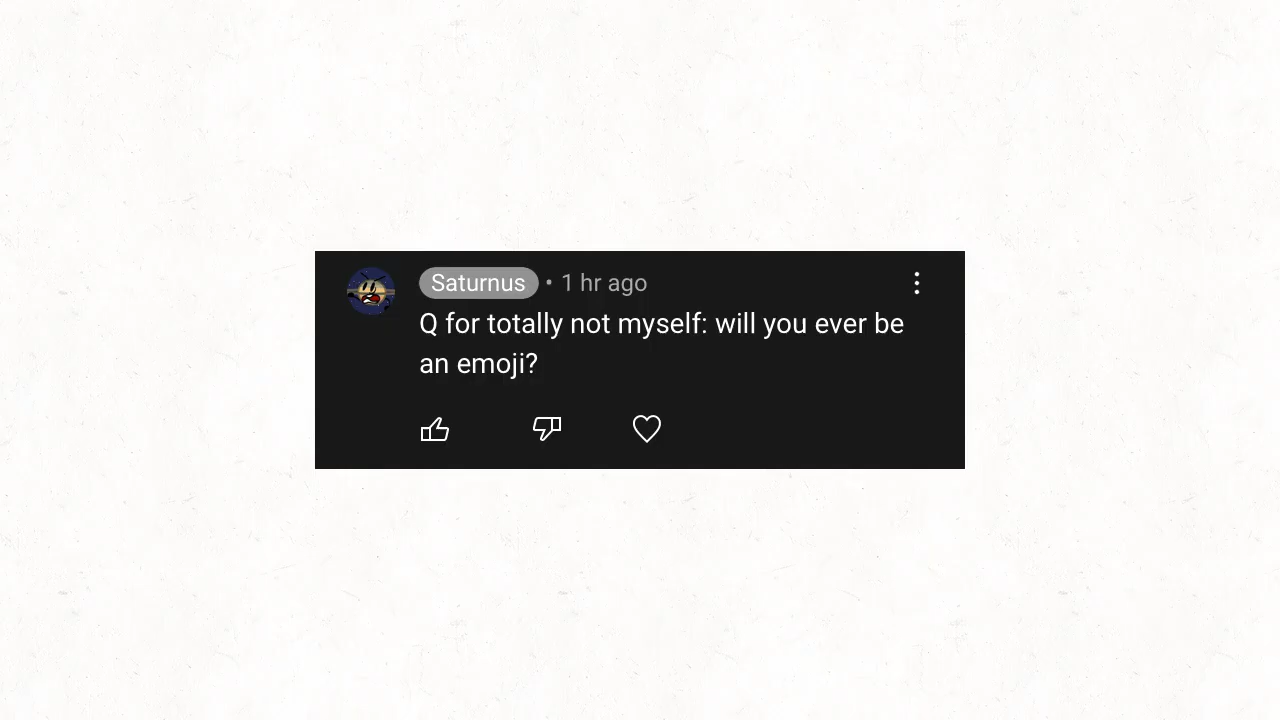 Saturnus • 1 hr ago
Q for totally not myself: will you ever be
an emoji?